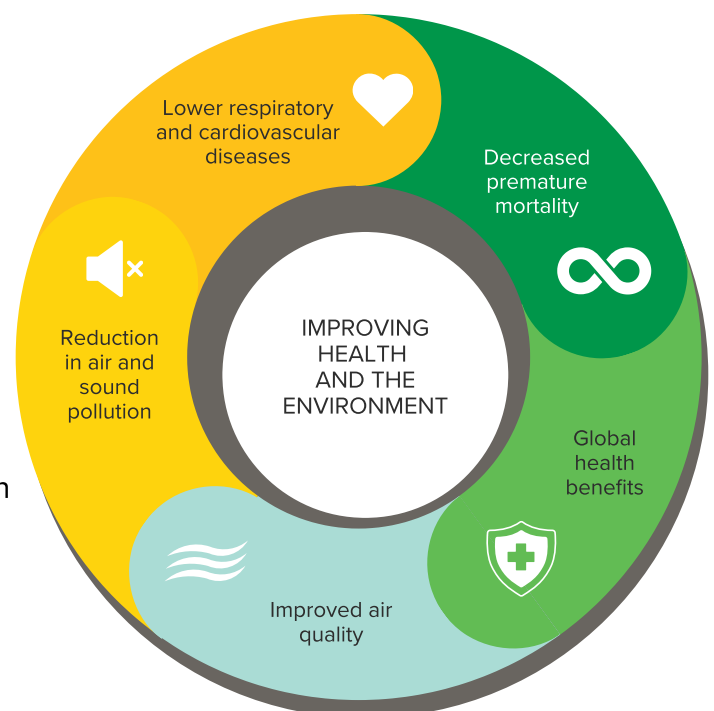 Lower respiratory
and cardiovascular
diseases
Decreased
premature
mortality
Reduction
in air and
sound
pollution
IMPROVING
HEALTH
AND THE
ENVIRONMENT
Global
health
benefits
n
Improved air
quality